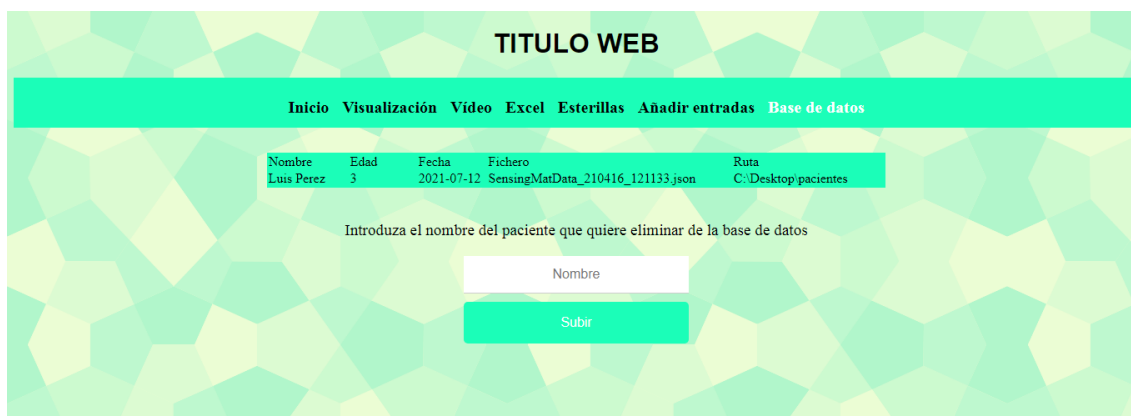 TITULO WEB
Inicio Visualización Vídeo Excel Esterillas Añadir entradas Base de datos
Nombre Edad Fecha Fichero Ruta
Luis Perez 3 2021-07-12 SensingMatData_210416_121133.json C:\Desktop\pacientes
Introduza el nombre del paciente que quiere eliminar de la base de datos
Nombre
Subir